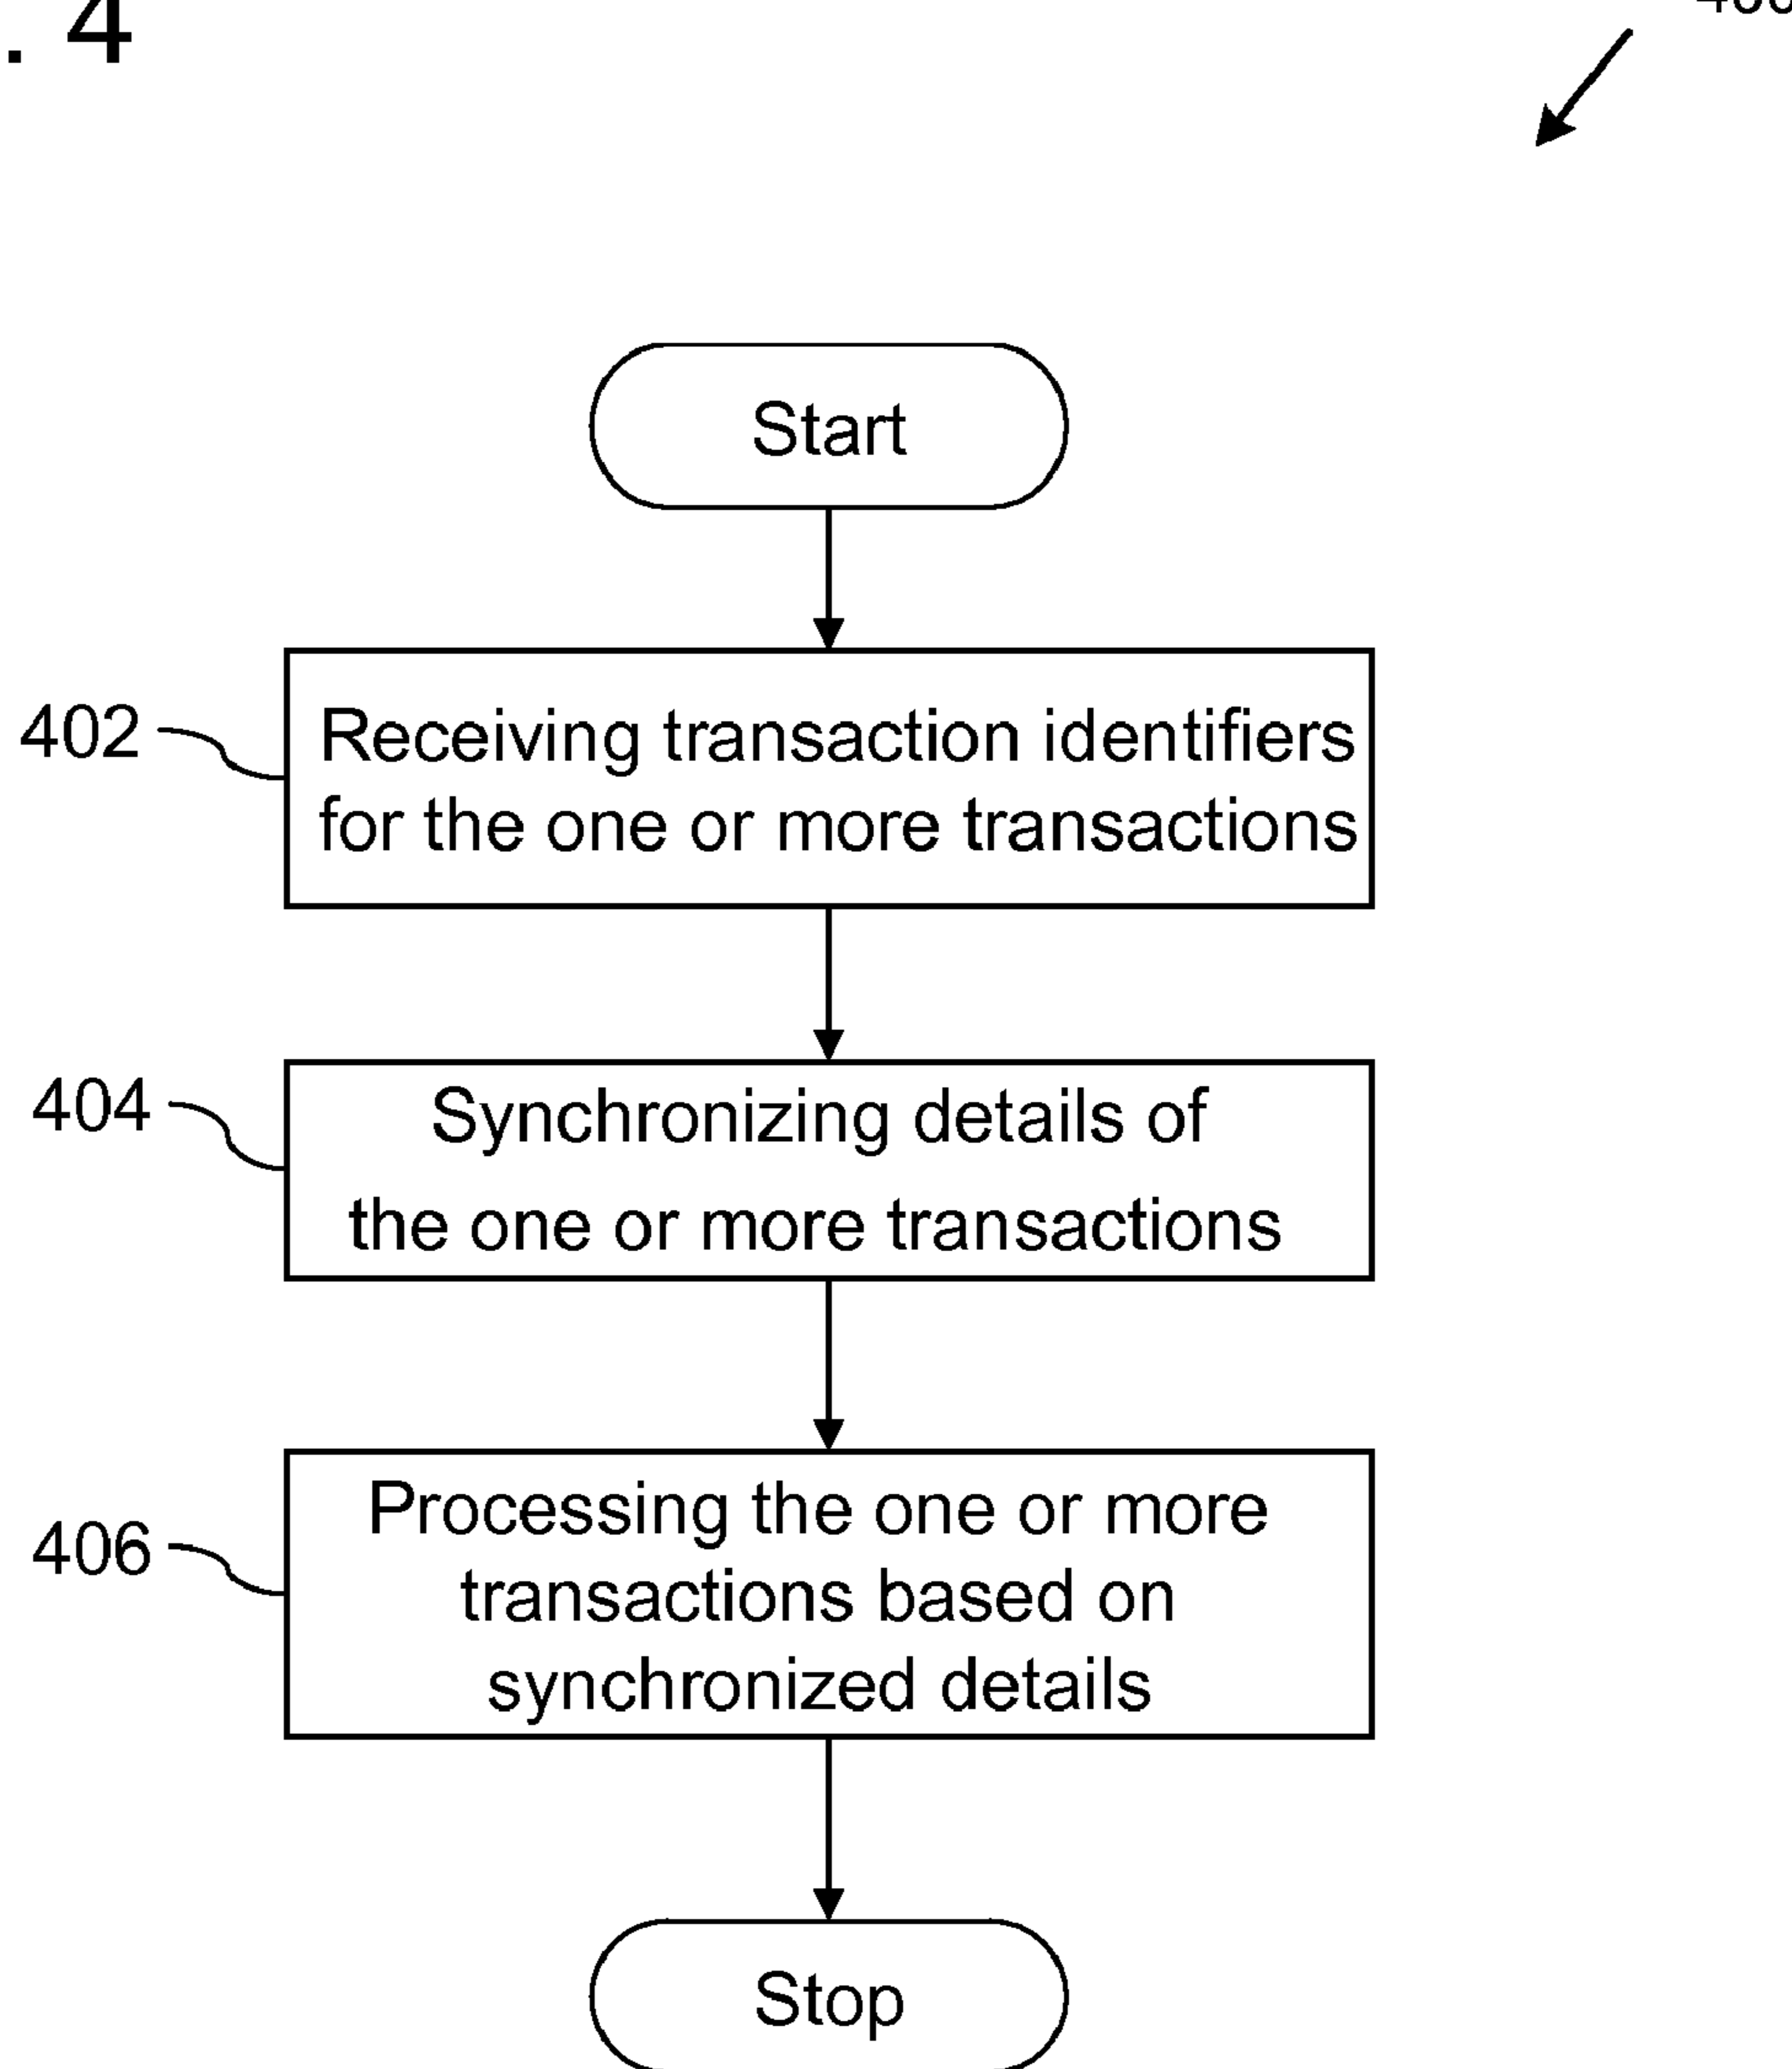 . 4
Start
402
Receiving transaction identifiers
for the one or more transactions
404
Synchronizing details of
the one or more transactions
406
Processing the one or more
transactions based on
synchronized details
Stop